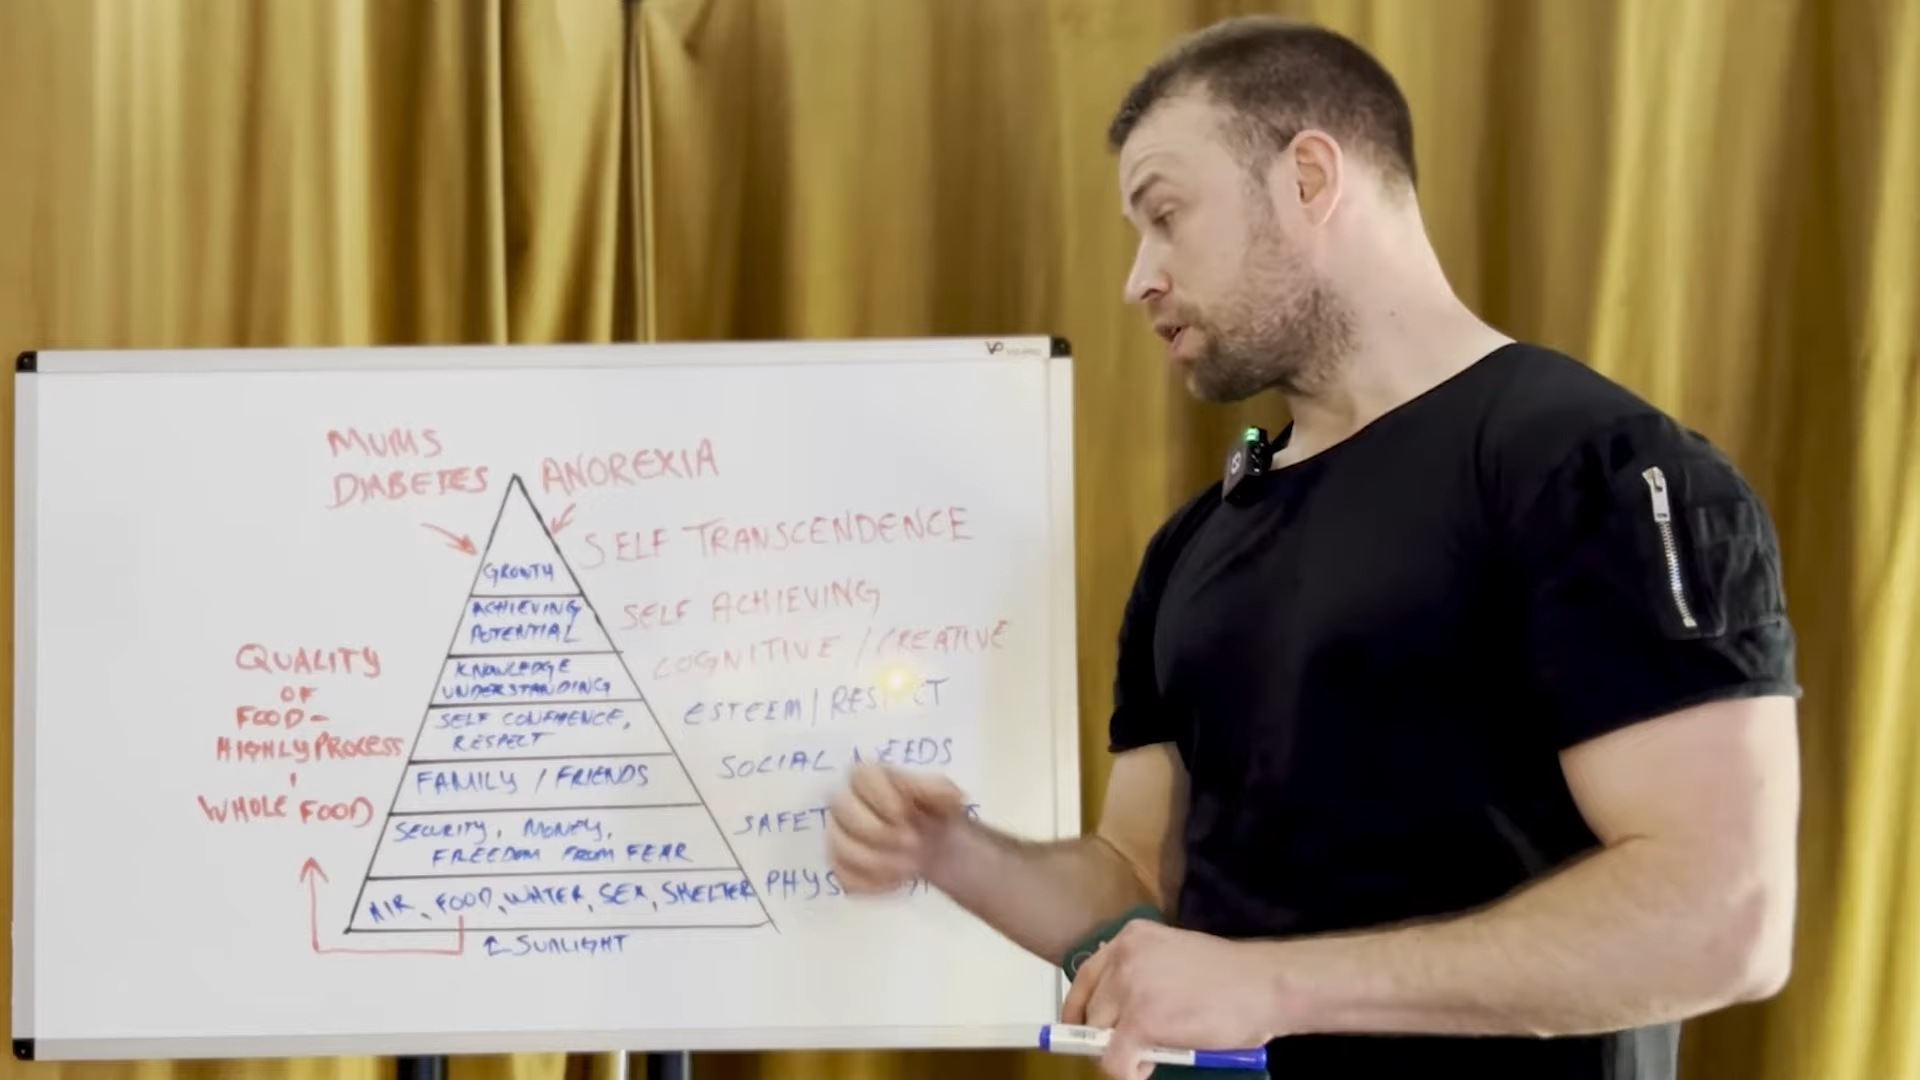 MUMS
DIABETES
ANOREXIA
SELF TRANSCENDENCE
GROWTH
ACHIEVING
POTENTIAL
SELF ACHIEVING
KNOWLEDGE
UNDERSTANDING
COGNITIVE / CREATIVE
SELF CONFIDENCE,
RESPECT
ESTEEM / RES CT
FAMILY / FRIENDS
SOCIAL NEEDS
SECURITY, MONEY,
FREEDOM FROM FEAR
SAFET
AIR, FOOD, WATER, SEX, SHELTER
PHYS
↑ SUNLIGHT
QUALITY
OF
FOOD -
HIGHLY PROCESS
WHOLE FOOD